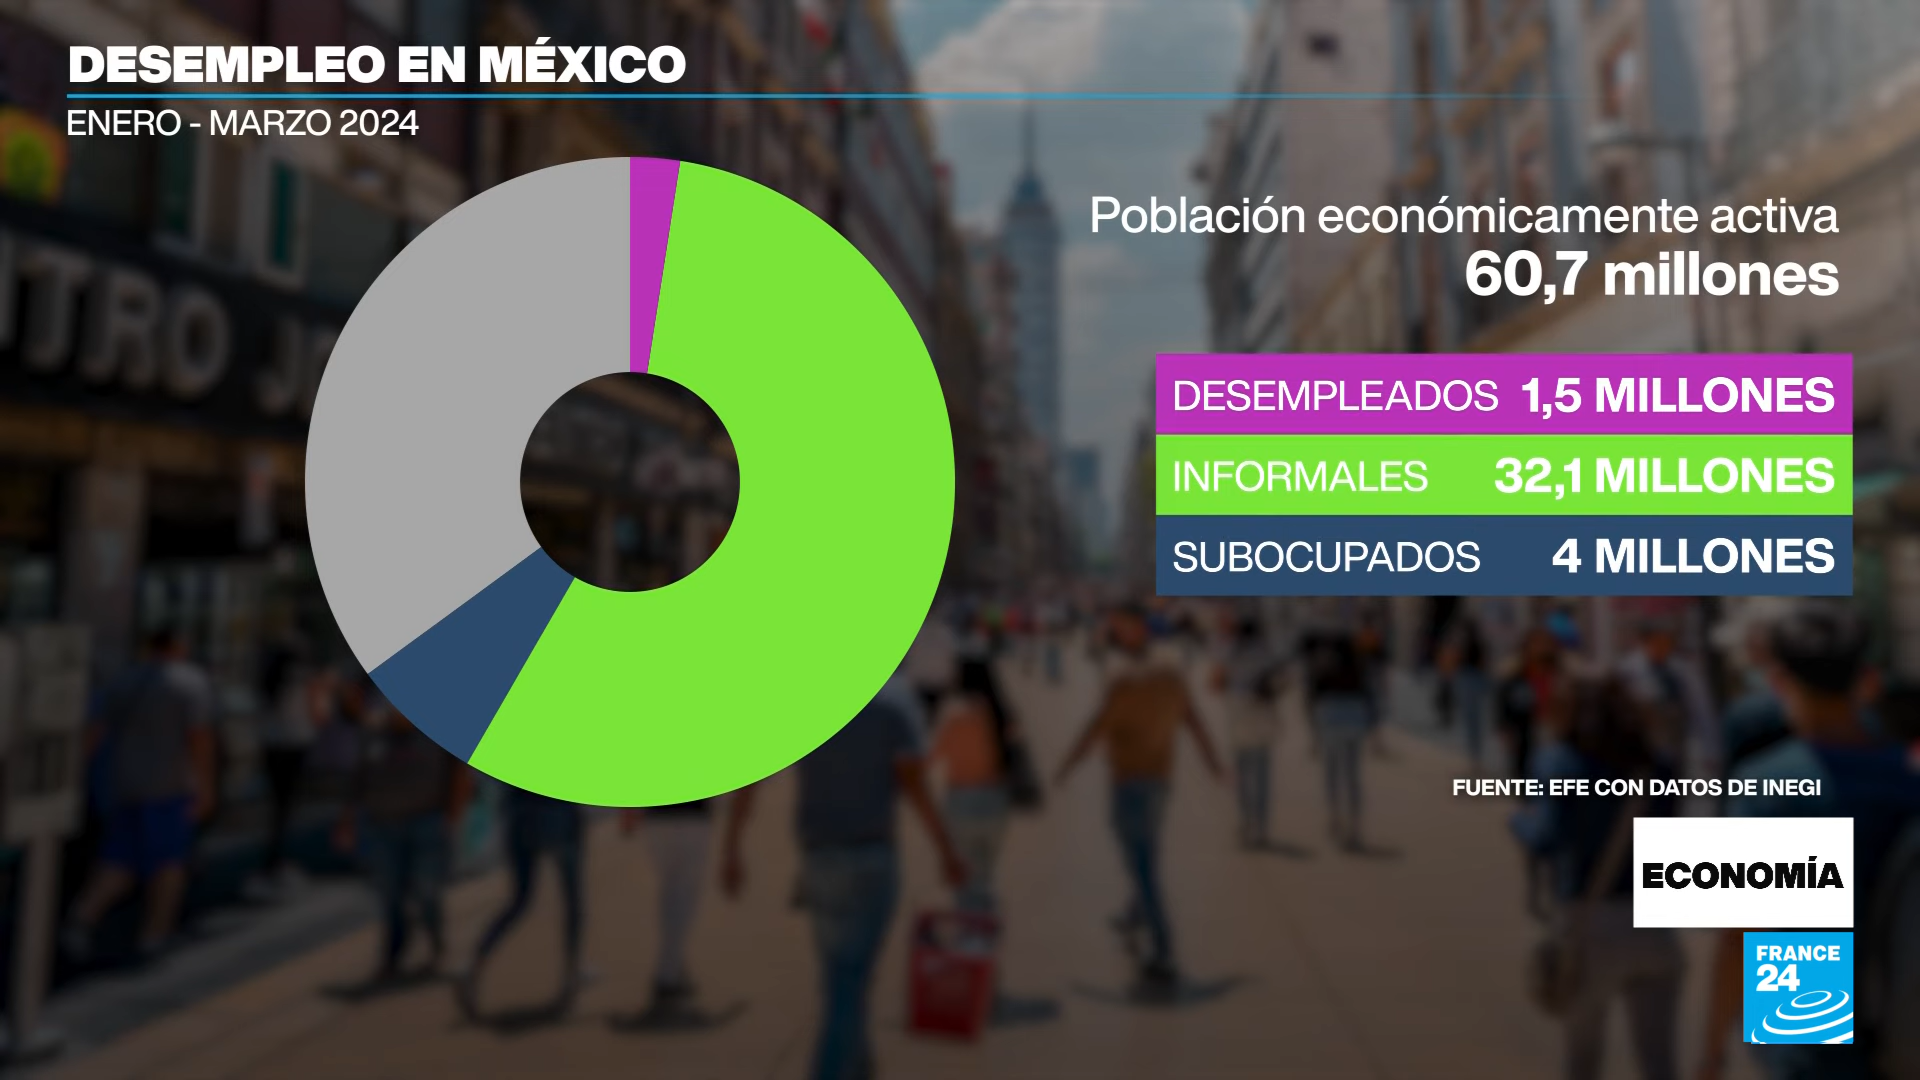 DESEMPLEO EN MÉXICO
ENERO - MARZO 2024
Población económicamente activa
60,7 millones
DESEMPLEADOS 1,5 MILLONES
INFORMALES 32,1 MILLONES
SUBOCUPADOS 4 MILLONES
FUENTE: EFE CON DATOS DE INEGI
ECONOMÍA
FRANCE
24